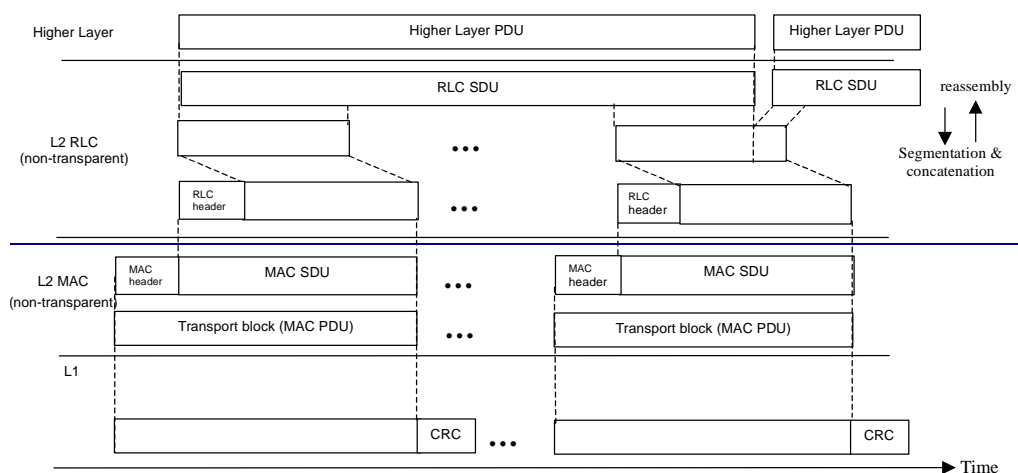 Higher Layer
Higher Layer PDU
Higher Layer PDU
RLC SDU
RLC SDU
reassembly
L2 RLC
(non-transparent)
•••
Segmentation &
concatenation
RLC
header
•••
RLC
header
L2 MAC
(non-transparent)
MAC
header
MAC SDU
•••
MAC
header
MAC SDU
Transport block (MAC PDU)
•••
Transport block (MAC PDU)
L1
CRC
•••
CRC
Time